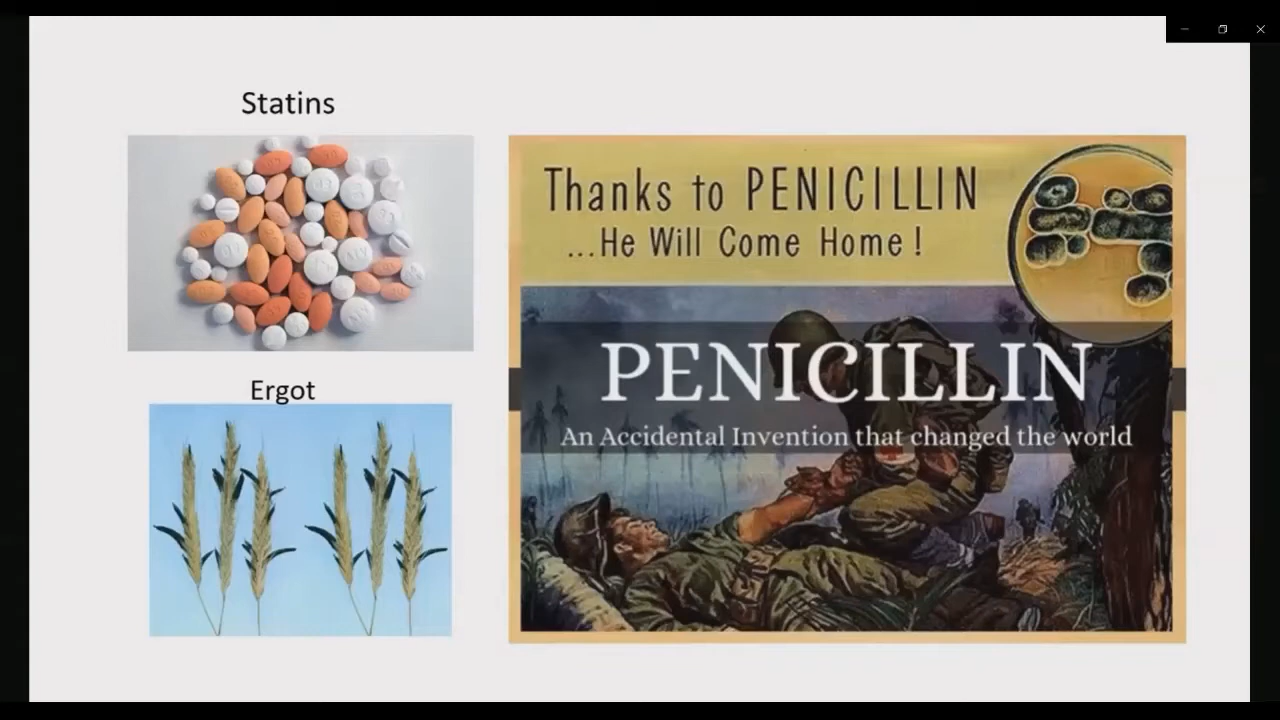 Statins
Ergot
Thanks to PENICILLIN
...He Will Come Home!
PENICILLIN
An Accidental Invention that changed the world